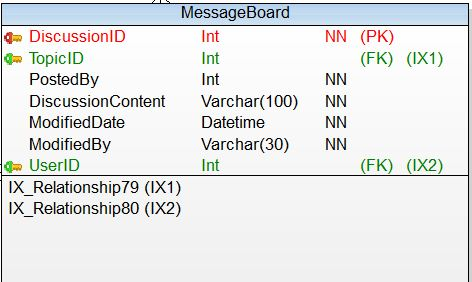 MessageBoard
DiscussionID Int NN (PK)
TopicID Int (FK) (IX1)
PostedBy Int NN
DiscussionContent Varchar(100) NN
ModifiedDate Datetime NN
ModifiedBy Varchar(30) NN
UserID Int (FK) (IX2)
IX_Relationship79 (IX1)
IX_Relationship80 (IX2)